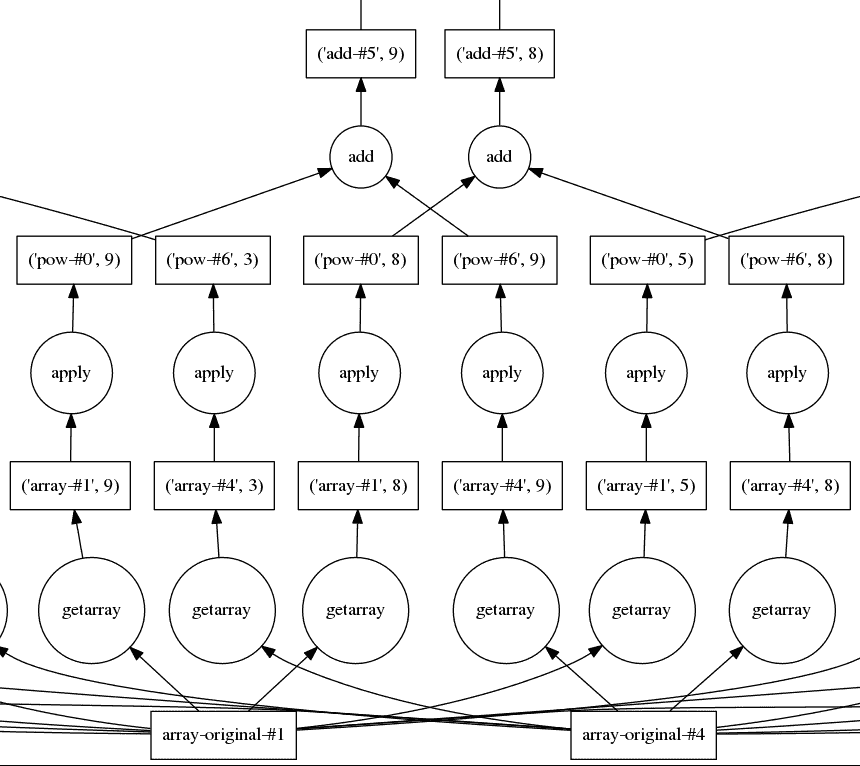 ('add-#5', 9)
('add-#5', 8)
add
add
('pow-#0', 9)
('pow-#6', 3)
('pow-#0', 8)
('pow-#6', 9)
('pow-#0', 5)
('pow-#6', 8)
apply
apply
apply
apply
apply
apply
('array-#1', 9)
('array-#4', 3)
('array-#1', 8)
('array-#4', 9)
('array-#1', 5)
('array-#4', 8)
getarray
getarray
getarray
getarray
getarray
getarray
array-original-#1
array-original-#4